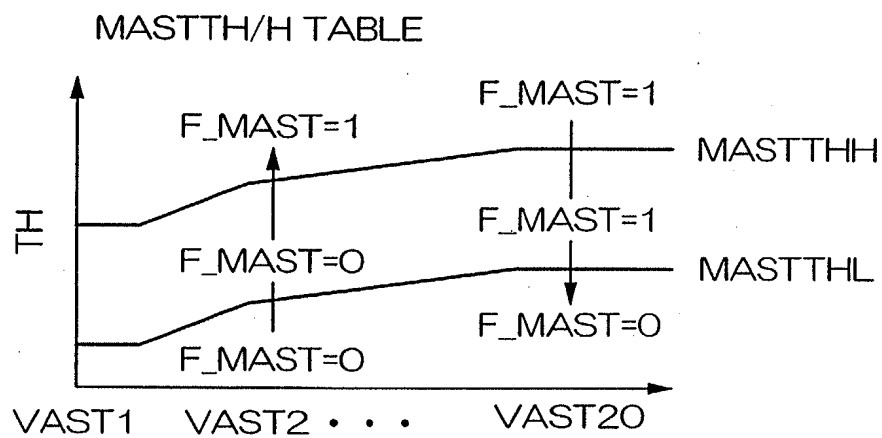 MASTTH/H TABLE
F_MAST=1
F_MAST=1
MASTTHH
TH
F_MAST=1
F_MAST=0
MASTTHL
F_MAST=0
F_MAST=0
VAST1 VAST2 • • • VAST20